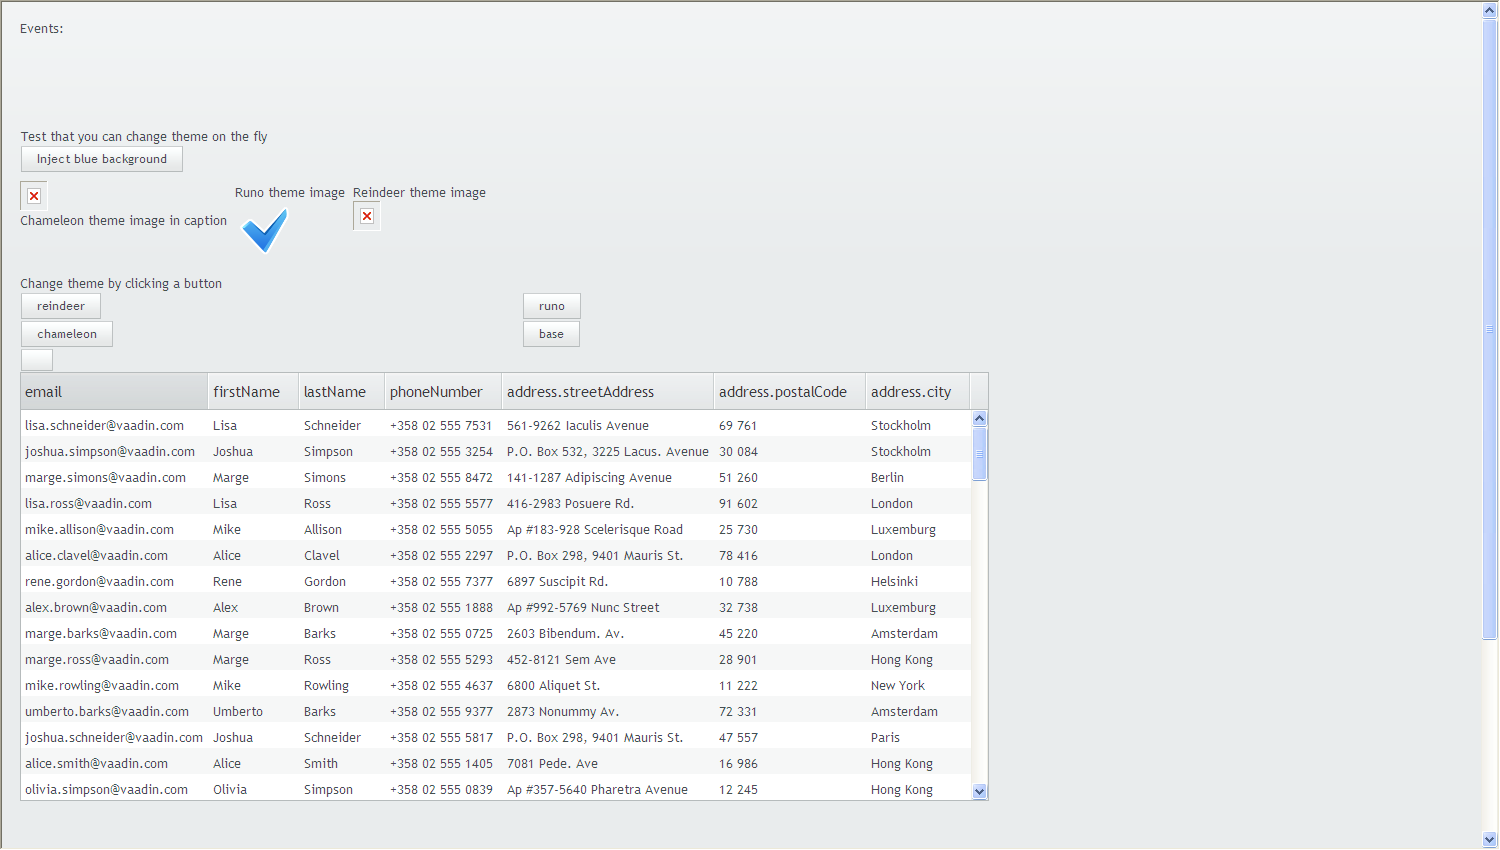 Events:
Test that you can change theme on the fly
Inject blue background
Runo theme image Reindeer theme image
Chameleon theme image in caption
Change theme by clicking a button
reindeer runo
chameleon base
email firstName lastName phoneNumber address.streetAddress address.postalCode address.city
lisa.schneider@vaadin.com Lisa Schneider +358 02 555 7531 561-9262 Iaculis Avenue 69 761 Stockholm
joshua.simpson@vaadin.com Joshua Simpson +358 02 555 3254 P.O. Box 532, 3225 Lacus. Avenue 30 084 Stockholm
marge.simons@vaadin.com Marge Simons +358 02 555 8472 141-1287 Adipiscing Avenue 51 260 Berlin
lisa.ross@vaadin.com Lisa Ross +358 02 555 5577 416-2983 Posuere Rd. 91 602 London
mike.allison@vaadin.com Mike Allison +358 02 555 5055 Ap #183-928 Scelerisque Road 25 730 Luxemburg
alice.clavel@vaadin.com Alice Clavel +358 02 555 2297 P.O. Box 298, 9401 Mauris St. 78 416 London
rene.gordon@vaadin.com Rene Gordon +358 02 555 7377 6897 Suscipit Rd. 10 788 Helsinki
alex.brown@vaadin.com Alex Brown +358 02 555 1888 Ap #992-5769 Nunc Street 32 738 Luxemburg
marge.barks@vaadin.com Marge Barks +358 02 555 0725 2603 Bibendum. Av. 45 220 Amsterdam
marge.ross@vaadin.com Marge Ross +358 02 555 5293 452-8121 Sem Ave 28 901 Hong Kong
mike.rowling@vaadin.com Mike Rowling +358 02 555 4637 6800 Aliquet St. 11 222 New York
umberto.barks@vaadin.com Umberto Barks +358 02 555 9377 2873 Nonummy Av. 72 331 Amsterdam
joshua.schneider@vaadin.com Joshua Schneider +358 02 555 5817 P.O. Box 298, 9401 Mauris St. 47 557 Paris
alice.smith@vaadin.com Alice Smith +358 02 555 1405 7081 Pede. Ave 16 986 Hong Kong
olivia.simpson@vaadin.com Olivia Simpson +358 02 555 0839 Ap #357-5640 Pharetra Avenue 12 245 Hong Kong